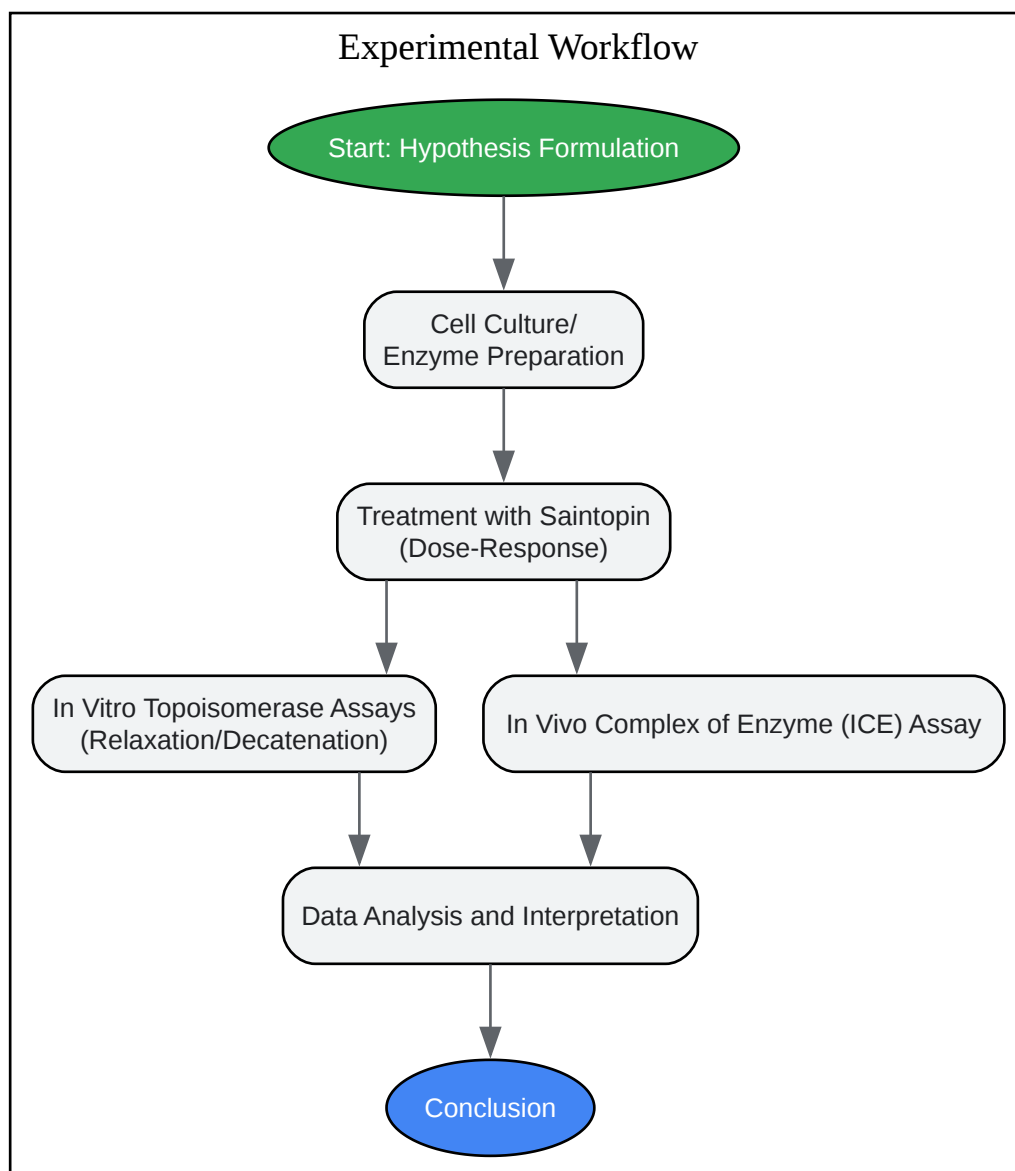 Experimental Workflow
Start: Hypothesis Formulation
Cell Culture/
Enzyme Preparation
Treatment with Saintopin
(Dose-Response)
In Vitro Topoisomerase Assays
(Relaxation/Decatenation)
In Vivo Complex of Enzyme (ICE) Assay
Data Analysis and Interpretation
Conclusion